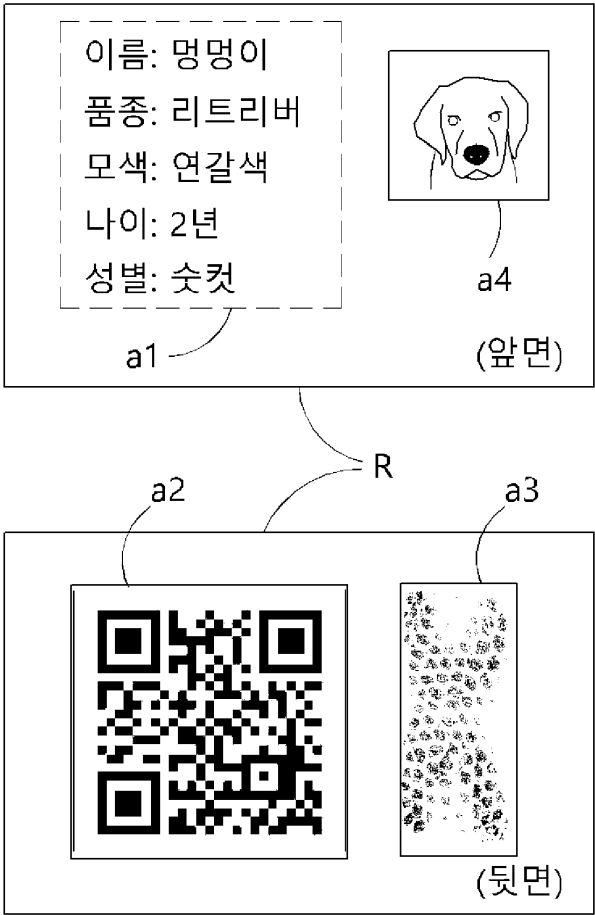 이름: 멍멍이
품종: 리트리버
모색: 연갈색
나이: 2년
성별: 숫컷
a1
a4
(앞면)
R
a2
a3
(뒷면)